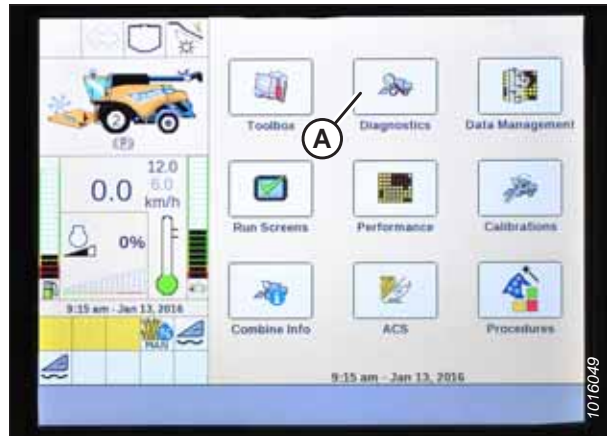 2
(P)
12.0
6.0
0.0
km/h
0%
9:15 am - Jan 13, 2016
MAN
Toolbox
Diagnostics
Data Management
A
Run Screens
Performance
Calibrations
Combine Info
ACS
Procedures
9:15 am - Jan 13, 2016
1016049